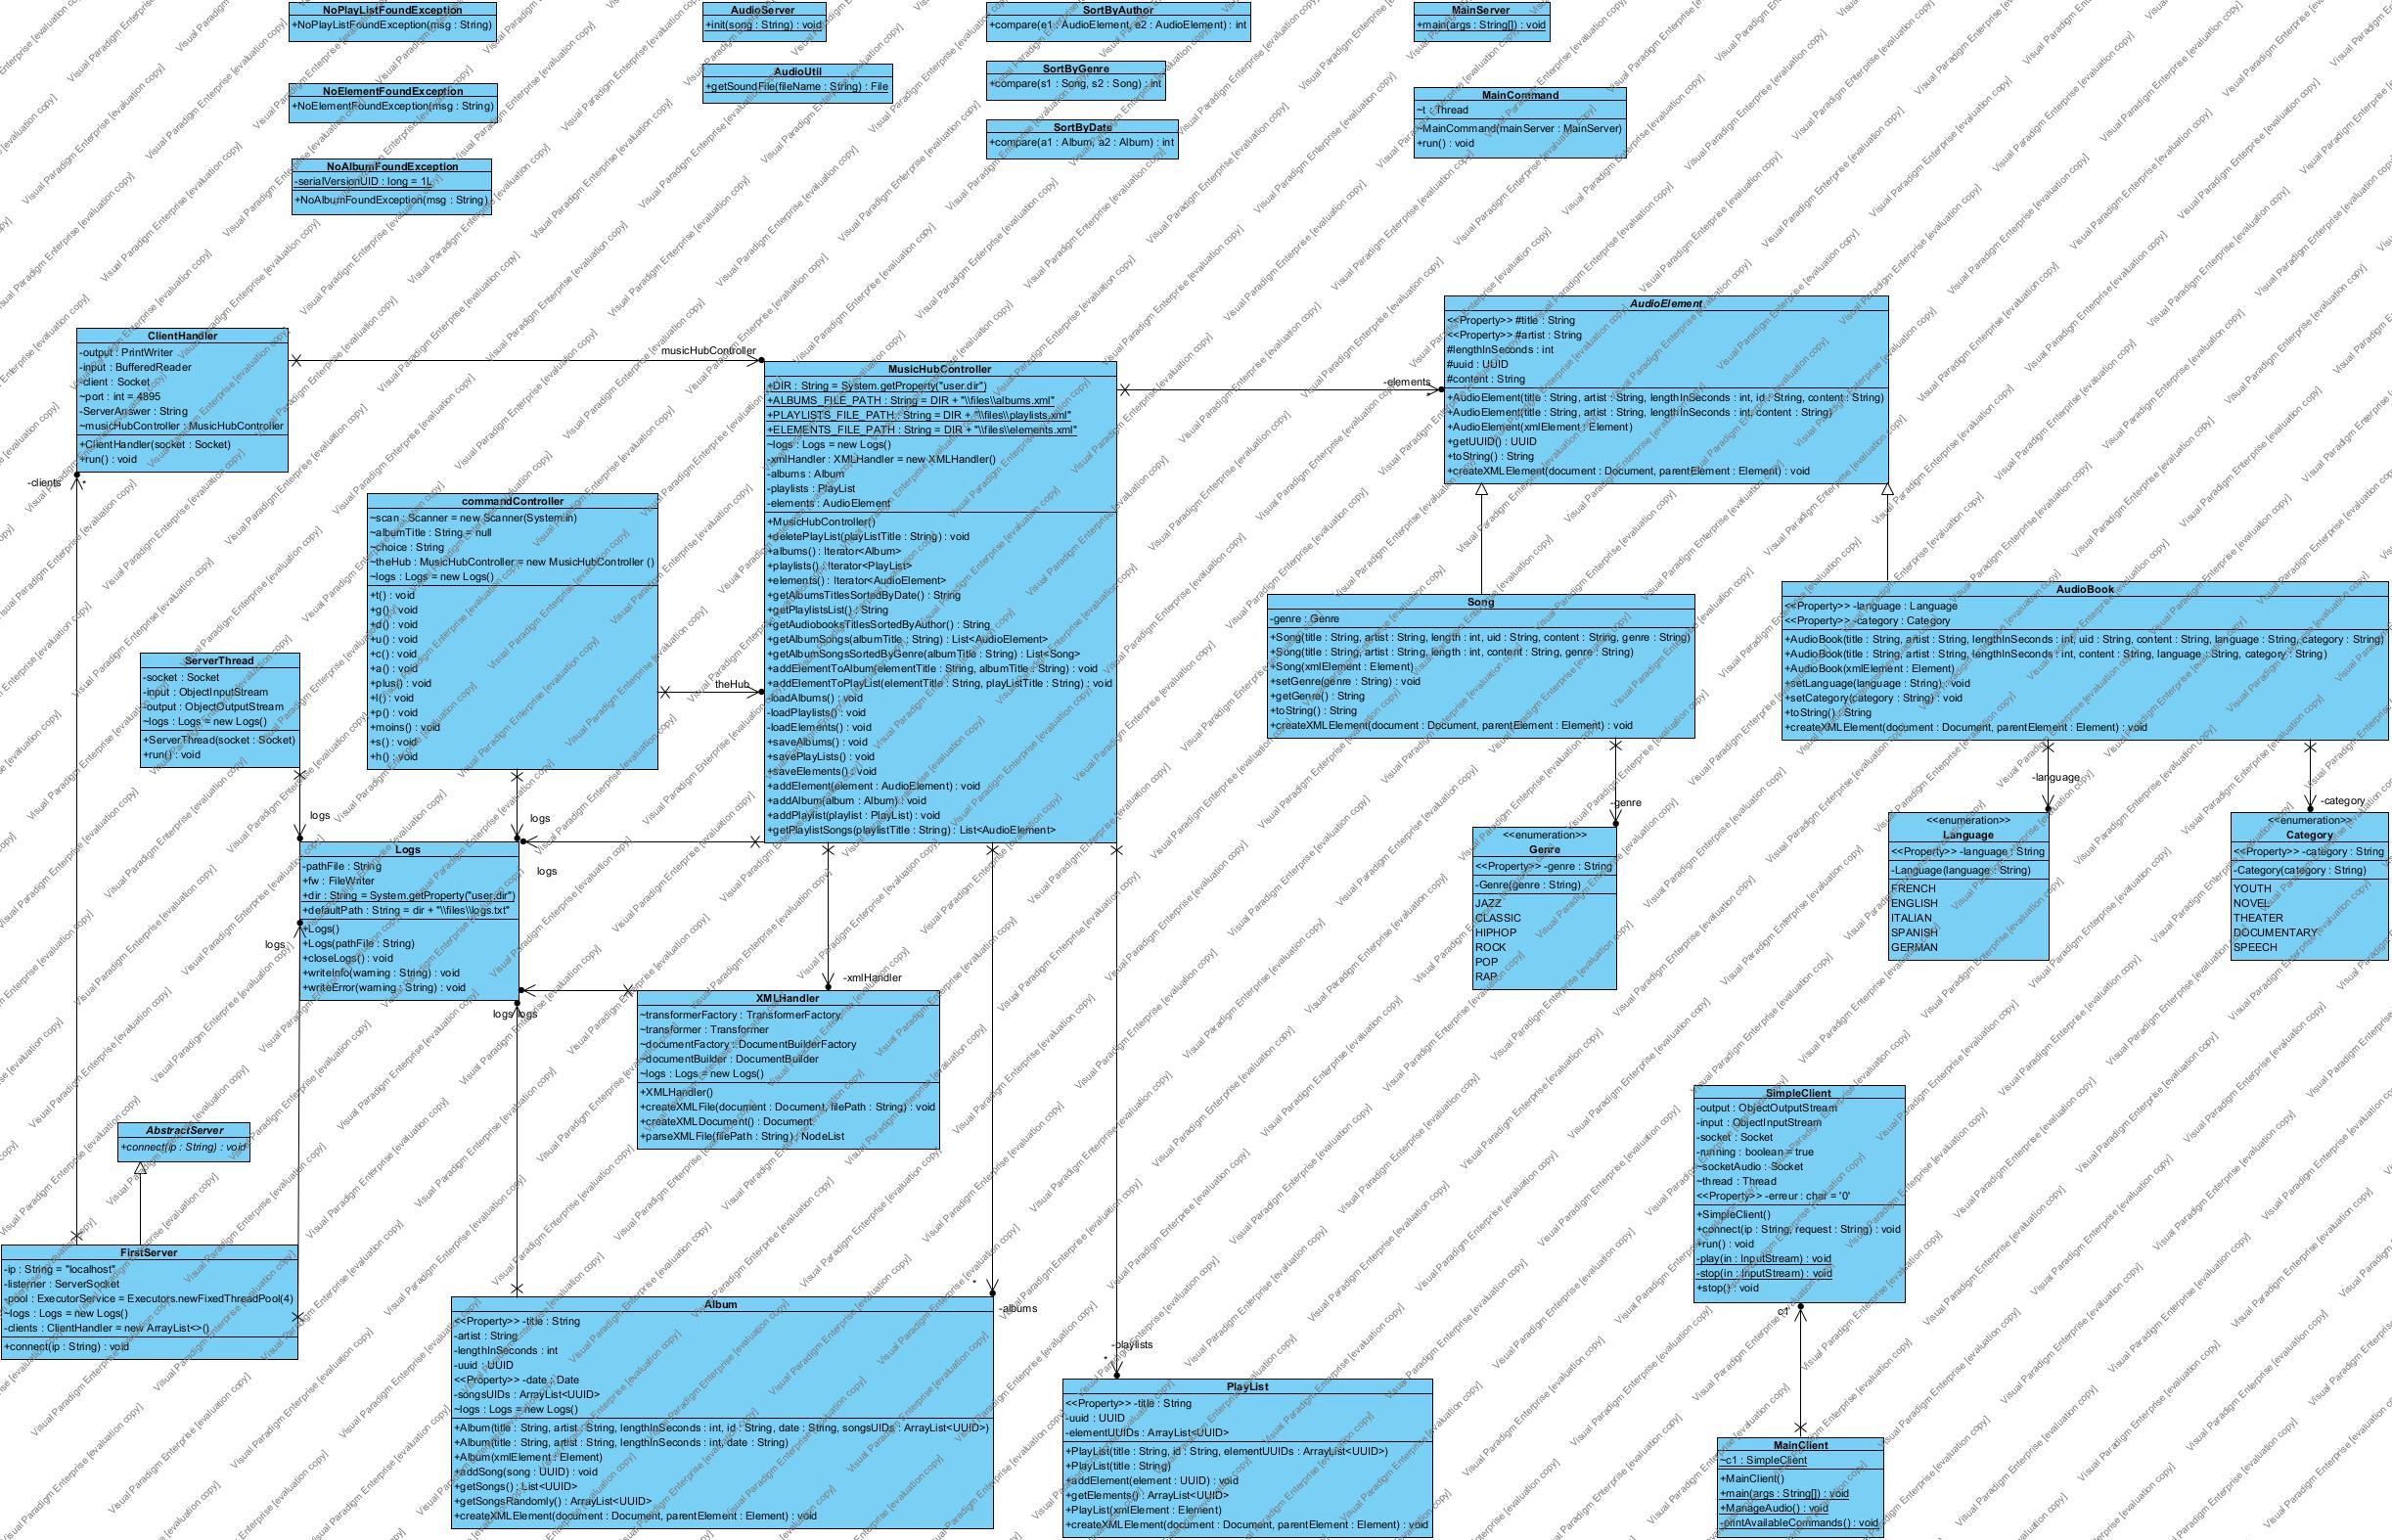 NoPlayListFoundException
+NoPlayListFoundException(msg : String)
AudioServer
+init(song : String) : void
SortByAuthor
+compare(e1 : AudioElement, e2 : AudioElement) : int
MainServer
+main(args : String[]) : void
AudioUtil
+getSoundFile(fileName : String) : File
SortByGenre
+compare(s1 : Song, s2 : Song) : int
NoElementFoundException
+NoElementFoundException(msg : String)
MainCommand
~t : Thread
~MainCommand(mainServer : MainServer)
+run() : void
SortByDate
+compare(a1 : Album, a2 : Album) : int
NoAlbumFoundException
-serialVersionUID : long = 1L
+NoAlbumFoundException(msg : String)
ClientHandler
-output : PrintWriter
-input : BufferedReader
-client : Socket
~port : int = 4895
-ServerAnswer : String
~musicHubController : MusicHubController
+ClientHandler(socket : Socket)
+run() : void
musicHubController
-clients
*
MusicHubController
+DIR : String = System.getProperty("user.dir")
+ALBUMS_FILE_PATH : String = DIR + "\\files\\albums.xml"
+PLAYLISTS_FILE_PATH : String = DIR + "\\files\\playlists.xml"
+ELEMENTS_FILE_PATH : String = DIR + "\\files\\elements.xml"
~logs : Logs = new Logs()
-xmlHandler : XMLHandler = new XMLHandler()
-albums : Album
-playlists : PlayList
-elements : AudioElement
+MusicHubController()
+deletePlayList(playListTitle : String) : void
+albums() : Iterator<Album>
+playlists() : Iterator<PlayList>
+elements() : Iterator<AudioElement>
+getAlbumsTitlesSortedByDate() : String
+getPlaylistsList() : String
+getAudiobooksTitlesSortedByAuthor() : String
+getAlbumSongs(albumTitle : String) : List<AudioElement>
+getAlbumSongsSortedByGenre(albumTitle : String) : List<Song>
+addElementToAlbum(elementTitle : String, albumTitle : String) : void
+addElementToPlayList(elementTitle : String, playListTitle : String) : void
-loadAlbums() : void
-loadPlaylists() : void
-loadElements() : void
+saveAlbums() : void
+savePlayLists() : void
+saveElements() : void
+addElement(element : AudioElement) : void
+addAlbum(album : Album) : void
+addPlaylist(playlist : PlayList) : void
+getPlaylistSongs(playlistTitle : String) : List<AudioElement>
-elements
*
AudioElement
<<Property>> #title : String
<<Property>> #artist : String
#lengthInSeconds : int
#uuid : UUID
#content : String
+AudioElement(title : String, artist : String, lengthInSeconds : int, id : String, content : String)
+AudioElement(title : String, artist : String, lengthInSeconds : int, content : String)
+AudioElement(xmlElement : Element)
+getUUID() : UUID
+toString() : String
+createXMLElement(document : Document, parentElement : Element) : void
commandController
~scan : Scanner = new Scanner(System.in)
~albumTitle : String = null
~choice : String
~theHub : MusicHubController = new MusicHubController ()
~logs : Logs = new Logs()
+t() : void
+g() : void
+d() : void
+u() : void
+c() : void
+a() : void
+plus() : void
+l() : void
+p() : void
+moins() : void
+s() : void
+h() : void
theHub
Song
-genre : Genre
+Song(title : String, artist : String, length : int, uid : String, content : String, genre : String)
+Song(title : String, artist : String, length : int, content : String, genre : String)
+Song(xmlElement : Element)
+setGenre(genre : String) : void
+getGenre() : String
+toString() : String
+createXMLElement(document : Document, parentElement : Element) : void
AudioBook
<<Property>> -language : Language
<<Property>> -category : Category
+AudioBook(title : String, artist : String, lengthInSeconds : int, uid : String, content : String, language : String, category : String)
+AudioBook(title : String, artist : String, lengthInSeconds : int, content : String, language : String, category : String)
+AudioBook(xmlElement : Element)
+setLanguage(language : String) : void
+setCategory(category : String) : void
+toString() : String
+createXMLElement(document : Document, parentElement : Element) : void
ServerThread
-socket : Socket
-input : ObjectInputStream
-output : ObjectOutputStream
~logs : Logs = new Logs()
+ServerThread(socket : Socket)
+run() : void
logs
logs
logs
logs
logs logs
Logs
-pathFile : String
+fw : FileWriter
+dir : String = System.getProperty("user.dir")
+defaultPath : String = dir + "\\files\\logs.txt"
+Logs()
+Logs(pathFile : String)
+closeLogs() : void
+writeInfo(warning : String) : void
+writeError(warning : String) : void
-genre
<<enumeration>>
Genre
<<Property>> -genre : String
-Genre(genre : String)
JAZZ
CLASSIC
HIPHOP
ROCK
POP
RAP
-language
<<enumeration>>
Language
<<Property>> -language : String
-Language(language : String)
FRENCH
ENGLISH
ITALIAN
SPANISH
GERMAN
-category
<<enumeration>>
Category
<<Property>> -category : String
-Category(category : String)
YOUTH
NOVEL
THEATER
DOCUMENTARY
SPEECH
-xmlHandler
XMLHandler
~transformerFactory : TransformerFactory
~transformer : Transformer
~documentFactory : DocumentBuilderFactory
~documentBuilder : DocumentBuilder
~logs : Logs = new Logs()
+XMLHandler()
+createXMLFile(document : Document, filePath : String) : void
+createXMLDocument() : Document
+parseXMLFile(filePath : String) : NodeList
AbstractServer
+connect(ip : String) : void
FirstServer
-ip : String = "localhost"
-listerner : ServerSocket
-pool : ExecutorService = Executors.newFixedThreadPool(4)
~logs : Logs = new Logs()
-clients : ClientHandler = new ArrayList<>()
+connect(ip : String) : void
*
-albums
Album
<<Property>> -title : String
-artist : String
-lengthInSeconds : int
-uuid : UUID
<<Property>> -date : Date
-songsUIDs : ArrayList<UUID>
~logs : Logs = new Logs()
+Album(title : String, artist : String, lengthInSeconds : int, id : String, date : String, songsUIDs : ArrayList<UUID>)
+Album(title : String, artist : String, lengthInSeconds : int, date : String)
+Album(xmlElement : Element)
+addSong(song : UUID) : void
+getSongs() : List<UUID>
+getSongsRandomly() : ArrayList<UUID>
+createXMLElement(document : Document, parentElement : Element) : void
-playlists
*
PlayList
<<Property>> -title : String
-uuid : UUID
-elementUUIDs : ArrayList<UUID>
+PlayList(title : String, id : String, elementUUIDs : ArrayList<UUID>)
+PlayList(title : String)
+addElement(element : UUID) : void
+getElements() : ArrayList<UUID>
+PlayList(xmlElement : Element)
+createXMLElement(document : Document, parentElement : Element) : void
SimpleClient
-output : ObjectOutputStream
-input : ObjectInputStream
-socket : Socket
-running : boolean = true
~socketAudio : Socket
~thread : Thread
<<Property>> -erreur : char = '0'
+SimpleClient()
+connect(ip : String, request : String) : void
+run() : void
-play(in : InputStream) : void
-stop(in : InputStream) : void
+stop() : void
c1
MainClient
~c1 : SimpleClient
+MainClient()
+main(args : String[]) : void
+ManageAudio() : void
-printAvailableCommands() : void
Visual Paradigm Enterprise [evaluation copy]